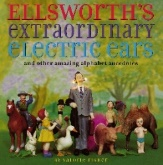 ELLSWORTH'S
extraordinary
electric ears
and other amazing alphabet anecdotes